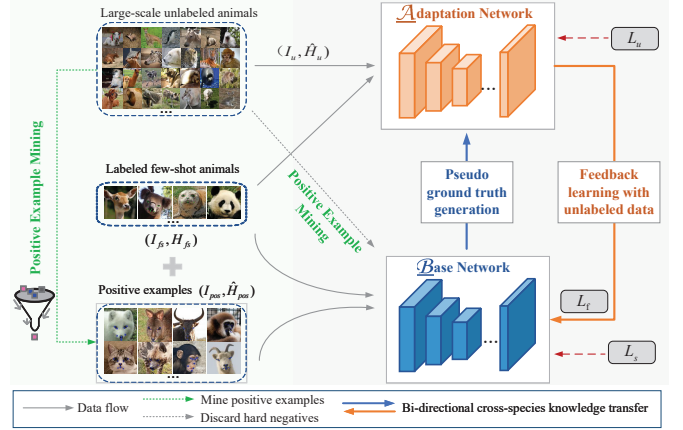 Large-scale unlabeled animals
...
(I_u, Ĥ_u)
Adaptation Network
...
L_u
Positive Example Mining
Labeled few-shot animals
...
(I_fs, H_fs)
Positive Example
Mining
Pseudo
ground truth
generation
Feedback
learning with
unlabeled data
Positive examples (I_pos, Ĥ_pos)
...
Base Network
...
L_f
L_s
Data flow
Mine positive examples
Discard hard negatives
Bi-directional cross-species knowledge transfer